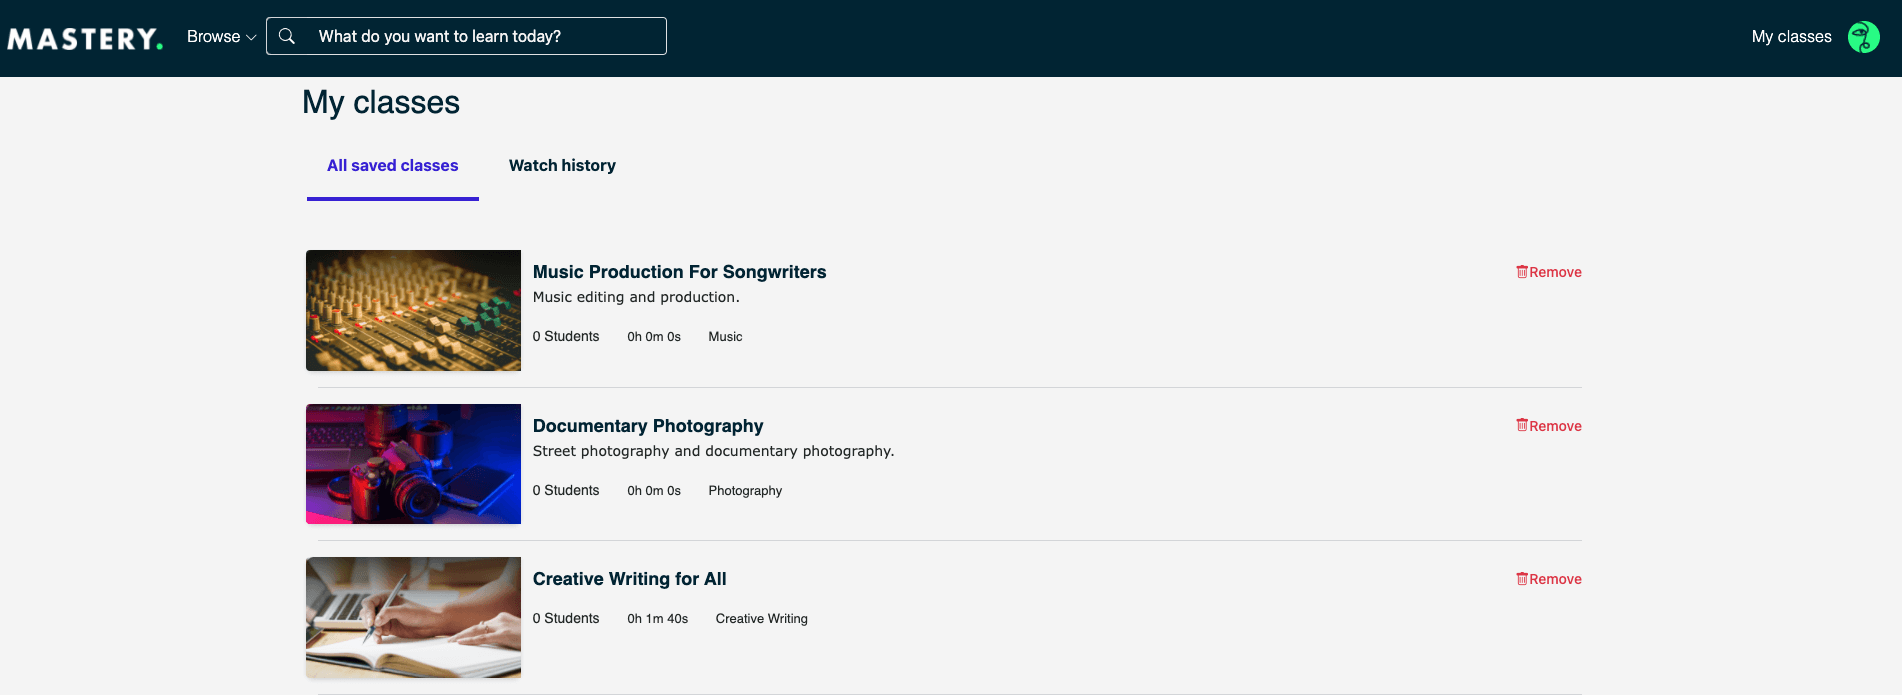 MASTERY.
Browse
What do you want to learn today?
My classes
My classes
All saved classes
Watch history
Music Production For Songwriters
Remove
Music editing and production.
0 Students
0h 0m 0s
Music
Documentary Photography
Remove
Street photography and documentary photography.
0 Students
0h 0m 0s
Photography
Creative Writing for All
Remove
0 Students
0h 1m 40s
Creative Writing